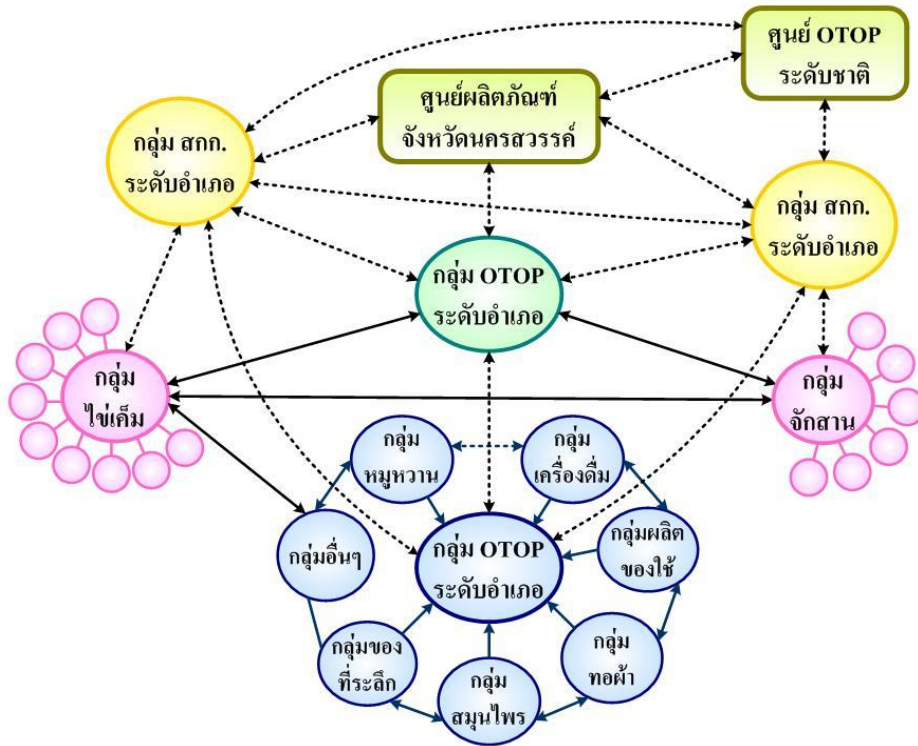 ศูนย์ OTOP
ระดับชาติ
ศูนย์ผลิตภัณฑ์
จังหวัดนครสวรรค์
กลุ่ม สกก.
ระดับอำเภอ
กลุ่ม สกก.
ระดับอำเภอ
กลุ่ม OTOP
ระดับอำเภอ
กลุ่ม
ไข่เค็ม
กลุ่ม
จักสาน
กลุ่ม
หมูหวาน
กลุ่ม
เครื่องดื่ม
กลุ่มอื่นๆ
กลุ่ม OTOP
ระดับอำเภอ
กลุ่มผลิต
ของใช้
กลุ่มของ
ที่ระลึก
กลุ่ม
สมุนไพร
กลุ่ม
ทอผ้า